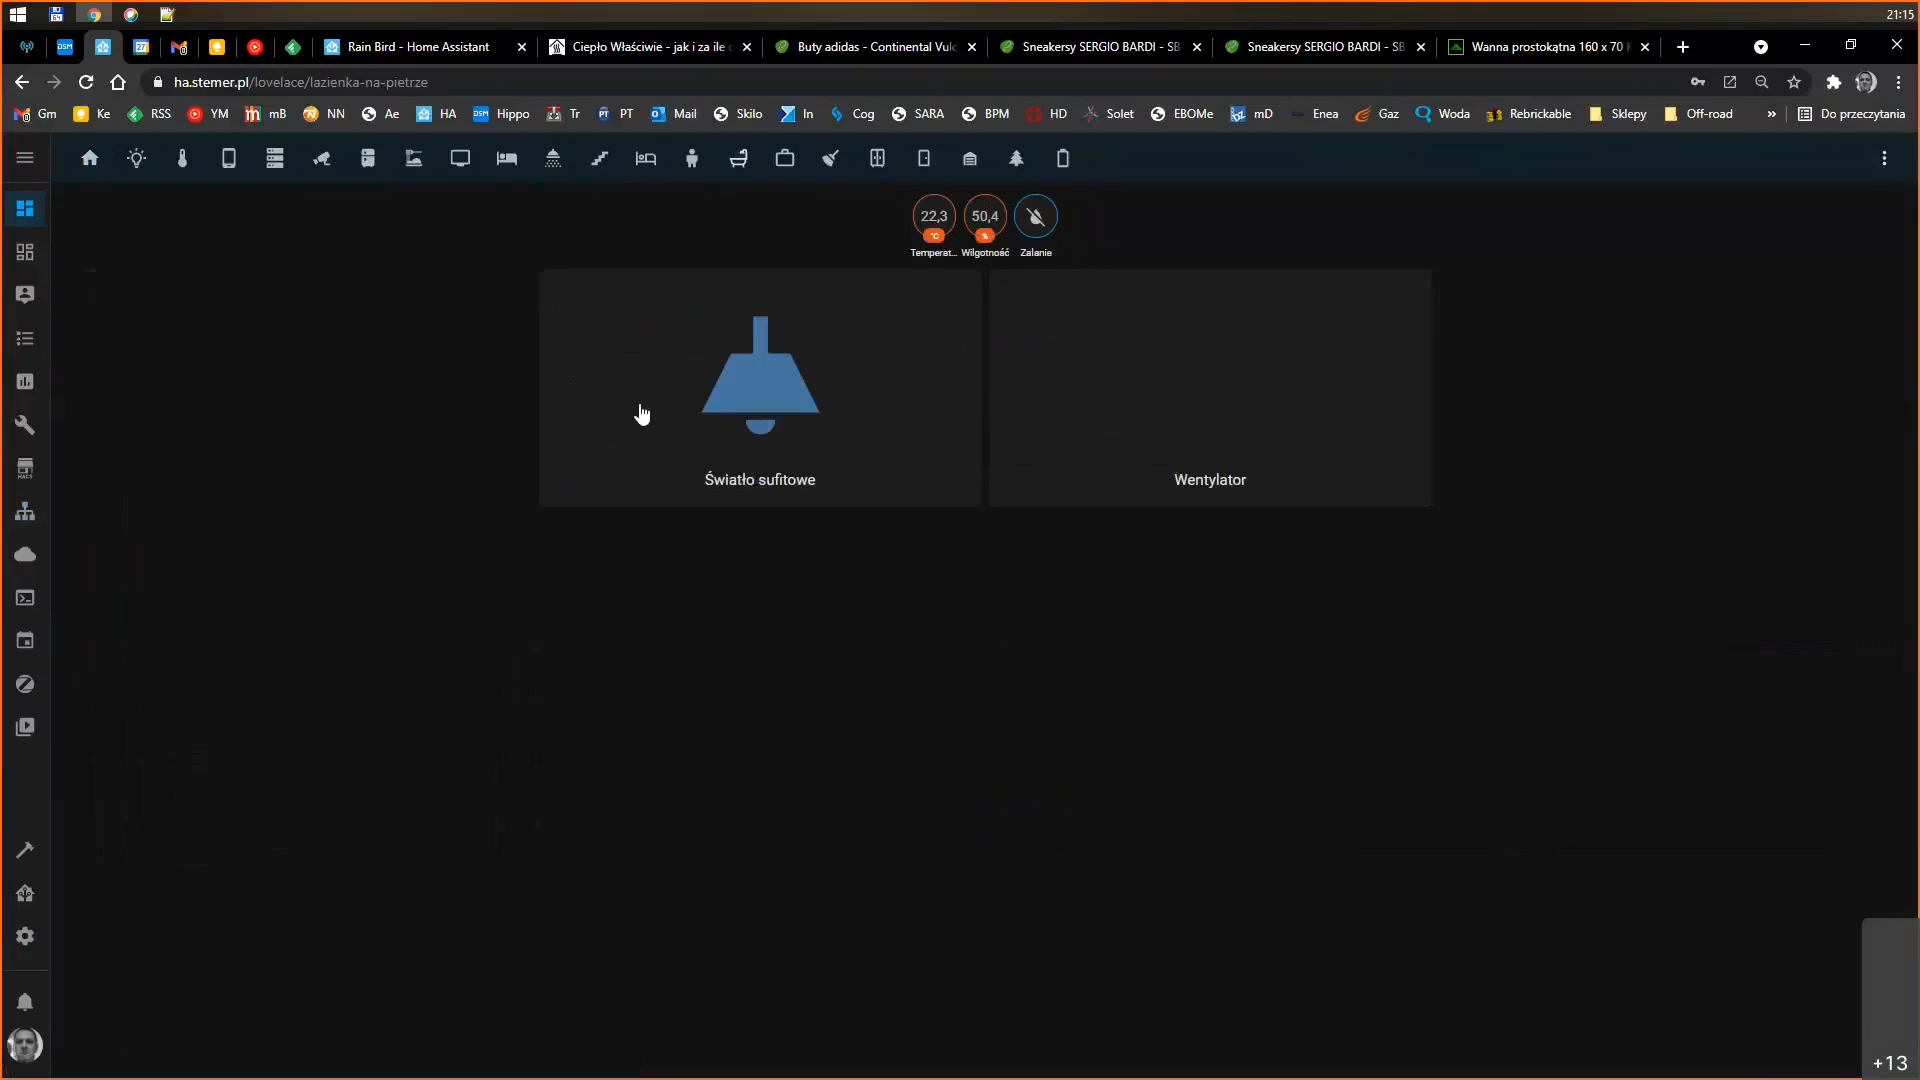 21:15
Rain Bird - Home Assistant
Ciepło Właściwie - jak i za ile
Buty adidas - Continental Vulc
Sneakersy SERGIO BARDI - SB
Sneakersy SERGIO BARDI - SB
Wanna prostokątna 160 x 70
ha.stemer.pl/lovelace/lazienka-na-pietrze
Gm Ke RSS YM mB NN Ae HA Hippo Tr PT Mail Skilo In Cog SARA BPM HD Solet EBOMe mD Enea Gaz Woda Rebrickable Sklepy Off-road » Do przeczytania
22,3 50,4
°C %
Temperat... Wilgotność Zalanie
Światło sufitowe
Wentylator
HACS
+13